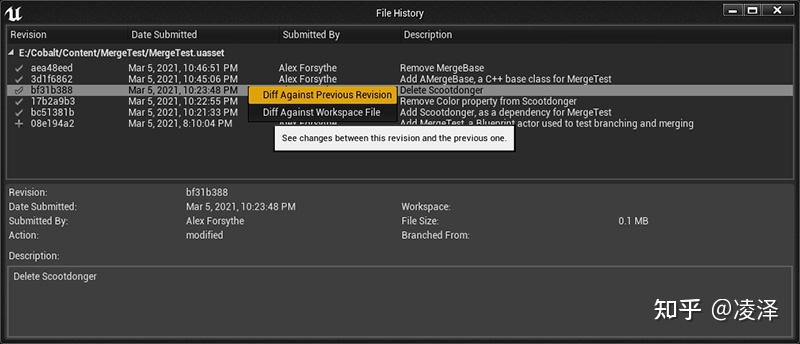 File History
Revision Date Submitted Submitted By Description
E:/Cobalt/Content/MergeTest/MergeTest.uasset
aea48eed Mar 5, 2021, 10:46:51 PM Alex Forsythe Remove MergeBase
3d1f6862 Mar 5, 2021, 10:45:06 PM Alex Forsythe Add AMergeBase, a C++ base class for MergeTest
bf31b388 Mar 5, 2021, 10:23:48 PM Delete Scootdonger
Diff Against Previous Revision
17b2a9b3 Mar 5, 2021, 10:22:55 PM Remove Color property from Scootdonger
Diff Against Workspace File
bc51381b Mar 5, 2021, 10:21:33 PM Add Scootdonger, as a dependency for MergeTest
08e194a2 Mar 5, 2021, 8:10:04 PM Alex Forsythe Add MergeTest, a Blueprint actor used to test branching and merging
See changes between this revision and the previous one.
Revision: bf31b388
Date Submitted: Mar 5, 2021, 10:23:48 PM Workspace:
Submitted By: Alex Forsythe File Size: 0.1 MB
Action: modified Branched From:
Description:
Delete Scootdonger
知乎 @凌泽